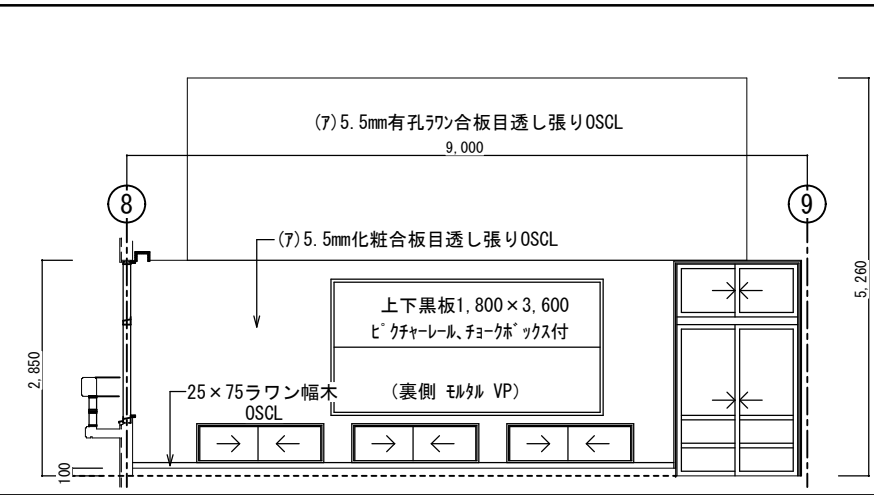 (ｱ)5.5mm有孔ﾗﾜﾝ合板目透し張りOSCL
9,000
8
9
(ｱ)5.5mm化粧合板目透し張りOSCL
5,260
上下黒板1,800×3,600
ﾋﾟｸﾁｬｰﾚｰﾙ､ﾁｮｰｸﾎﾞｯｸｽ付
2,850
25×75ラワン幅木
OSCL
(裏側 ﾓﾙﾀﾙ VP)
100